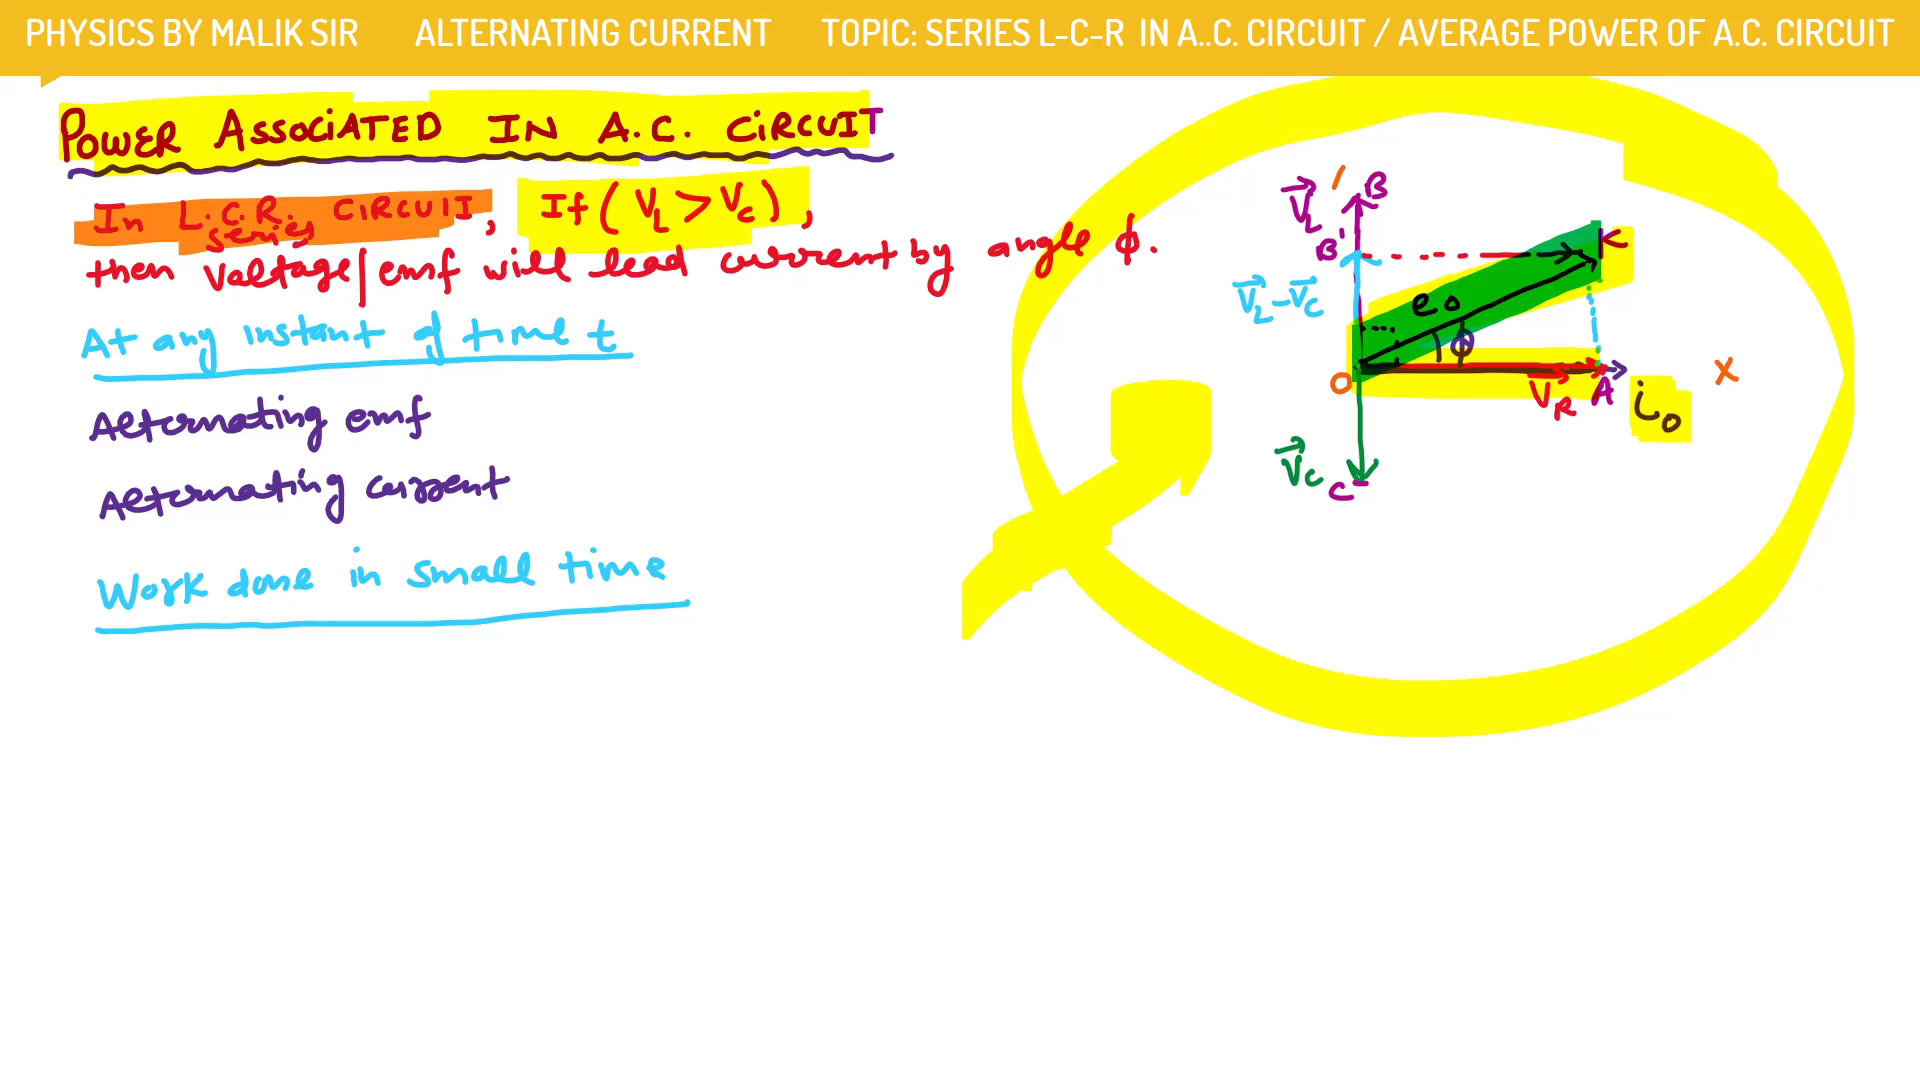 PHYSICS BY MALIK SIR ALTERNATING CURRENT TOPIC: SERIES L-C-R IN A..C. CIRCUIT / AVERAGE POWER OF A.C. CIRCUIT
POWER ASSOCIATED IN A.C. CIRCUIT
In L.C.R. CIRCUIT, If (VL > VC),
series
then voltage/emf will lead current by angle ϕ.
At any instant of time t
Alternating emf
Alternating current
Work done in small time
B
VL
B'
K
VL - VC
e0
ϕ
O
VR
A
i0
X
VC
C